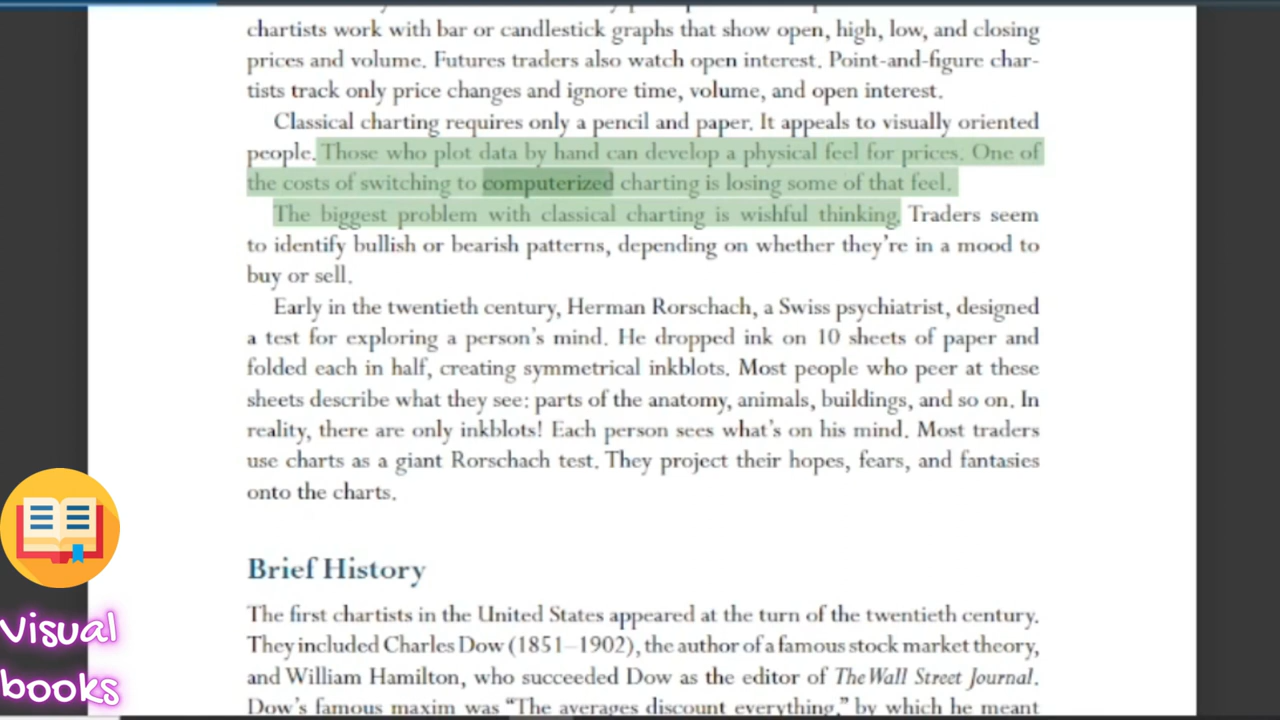 chartists work with bar or candlestick graphs that show open, high, low, and closing
prices and volume. Futures traders also watch open interest. Point-and-figure char-
tists track only price changes and ignore time, volume, and open interest.
Classical charting requires only a pencil and paper. It appeals to visually oriented
people. Those who plot data by hand can develop a physical feel for prices. One of
the costs of switching to computerized charting is losing some of that feel.
The biggest problem with classical charting is wishful thinking. Traders seem
to identify bullish or bearish patterns, depending on whether they're in a mood to
buy or sell.
Early in the twentieth century, Herman Rorschach, a Swiss psychiatrist, designed
a test for exploring a person's mind. He dropped ink on 10 sheets of paper and
folded each in half, creating symmetrical inkblots. Most people who peer at these
sheets describe what they see: parts of the anatomy, animals, buildings, and so on. In
reality, there are only inkblots! Each person sees what's on his mind. Most traders
use charts as a giant Rorschach test. They project their hopes, fears, and fantasies
onto the charts.
Brief History
The first chartists in the United States appeared at the turn of the twentieth century.
They included Charles Dow (1851–1902), the author of a famous stock market theory,
and William Hamilton, who succeeded Dow as the editor of The Wall Street Journal.
Dow's famous maxim was “The averages discount everything,” by which he meant
Visual
books